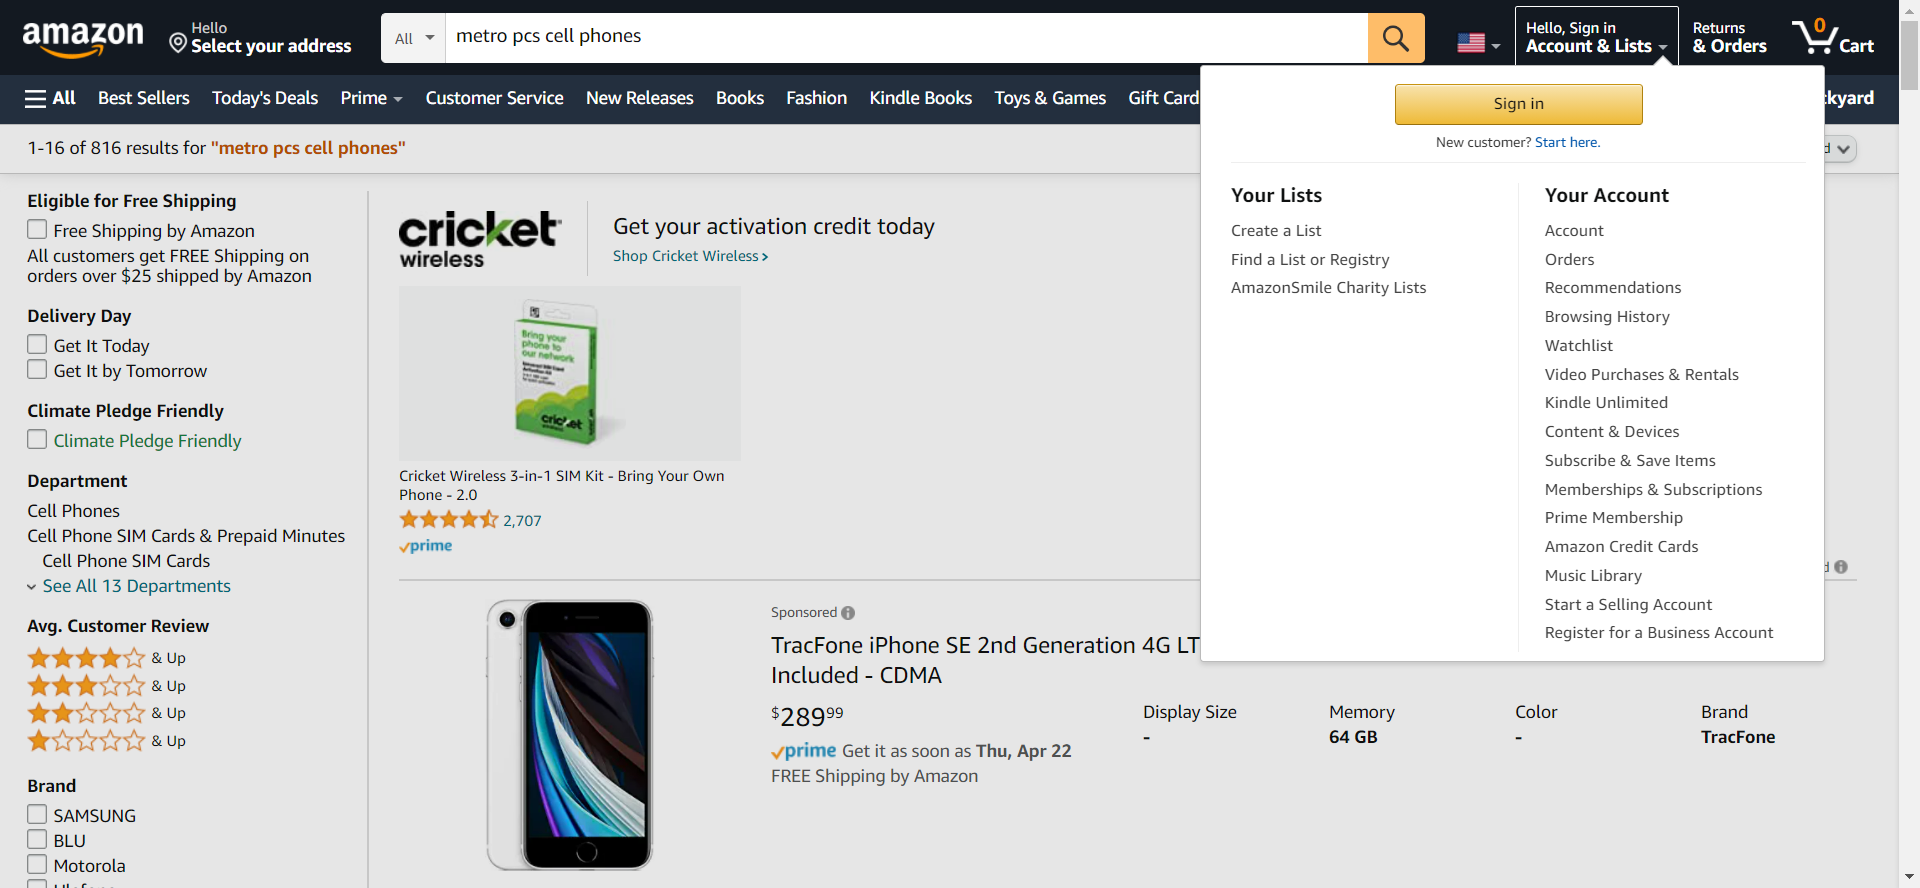 amazon
Hello
Select your address
All
metro pcs cell phones
Hello, Sign in
Account & Lists
Returns
& Orders
0
Cart
All
Best Sellers
Today's Deals
Prime
Customer Service
New Releases
Books
Fashion
Kindle Books
Toys & Games
Gift Card
ckyard
1-16 of 816 results for "metro pcs cell phones"
Sign in
New customer? Start here.
Your Lists
Create a List
Find a List or Registry
AmazonSmile Charity Lists
Your Account
Account
Orders
Recommendations
Browsing History
Watchlist
Video Purchases & Rentals
Kindle Unlimited
Content & Devices
Subscribe & Save Items
Memberships & Subscriptions
Prime Membership
Amazon Credit Cards
Music Library
Start a Selling Account
Register for a Business Account
Eligible for Free Shipping
Free Shipping by Amazon
All customers get FREE Shipping on
orders over $25 shipped by Amazon
Delivery Day
Get It Today
Get It by Tomorrow
Climate Pledge Friendly
Climate Pledge Friendly
Department
Cell Phones
Cell Phone SIM Cards & Prepaid Minutes
Cell Phone SIM Cards
See All 13 Departments
Avg. Customer Review
& Up
& Up
& Up
& Up
Brand
SAMSUNG
BLU
Motorola
cricket
wireless
Get your activation credit today
Shop Cricket Wireless ›
Bring your
phone to
our network
cricket
Cricket Wireless 3-in-1 SIM Kit - Bring Your Own
Phone - 2.0
2,707
prime
Sponsored
TracFone iPhone SE 2nd Generation 4G LT
Included - CDMA
$289.99
prime Get it as soon as Thu, Apr 22
FREE Shipping by Amazon
Display Size
-
Memory
64 GB
Color
-
Brand
TracFone